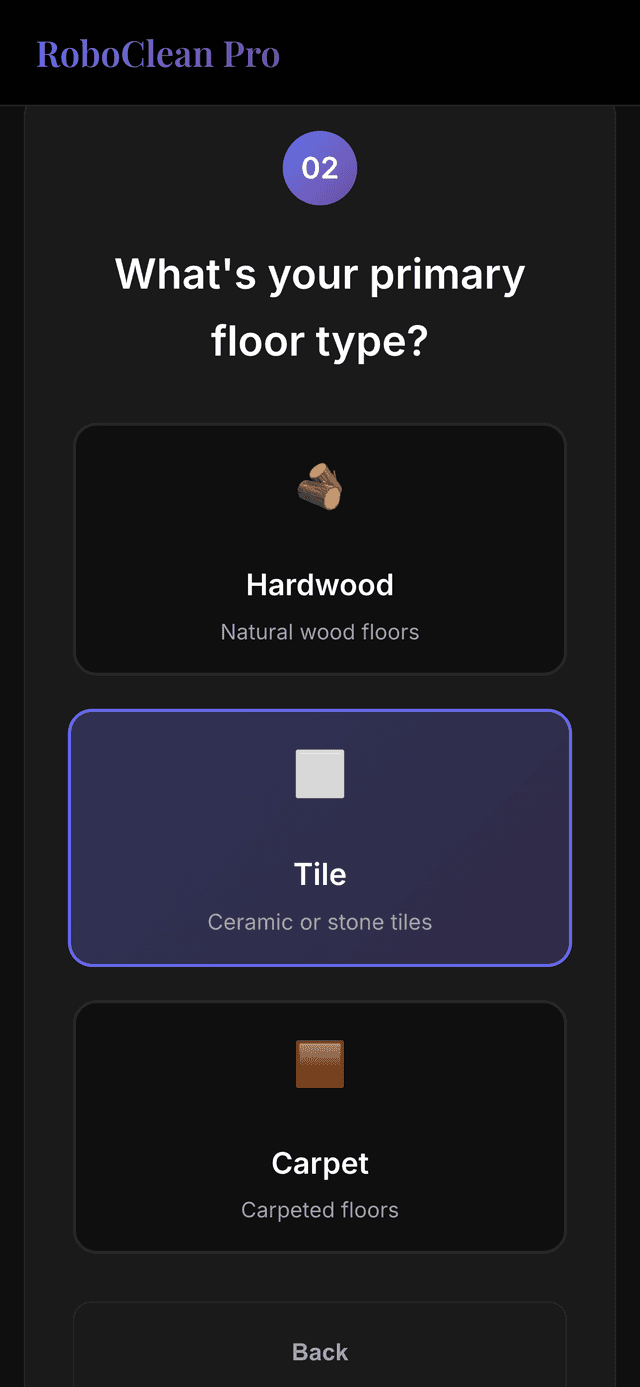 RoboClean Pro
02
What's your primary
floor type?
Hardwood
Natural wood floors
Tile
Ceramic or stone tiles
Carpet
Carpeted floors
Back